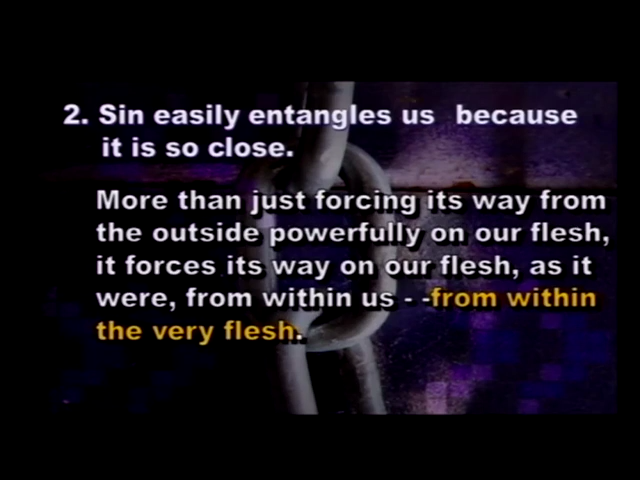 2. Sin easily entangles us because
it is so close.
More than just forcing its way from
the outside powerfully on our flesh,
it forces its way on our flesh, as it
were, from within us - -from within
the very flesh.